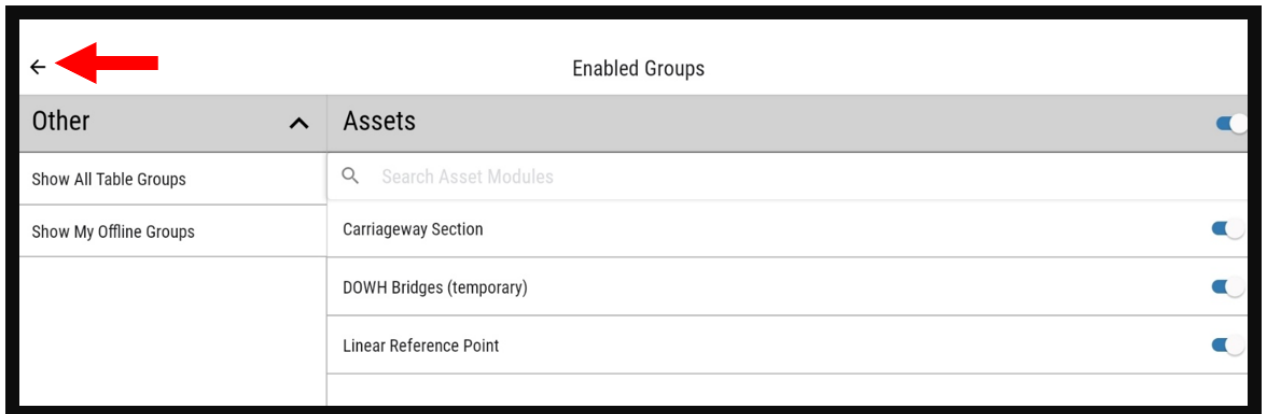 Enabled Groups
Other
Assets
Show All Table Groups
Search Asset Modules
Show My Offline Groups
Carriageway Section
DOWH Bridges (temporary)
Linear Reference Point